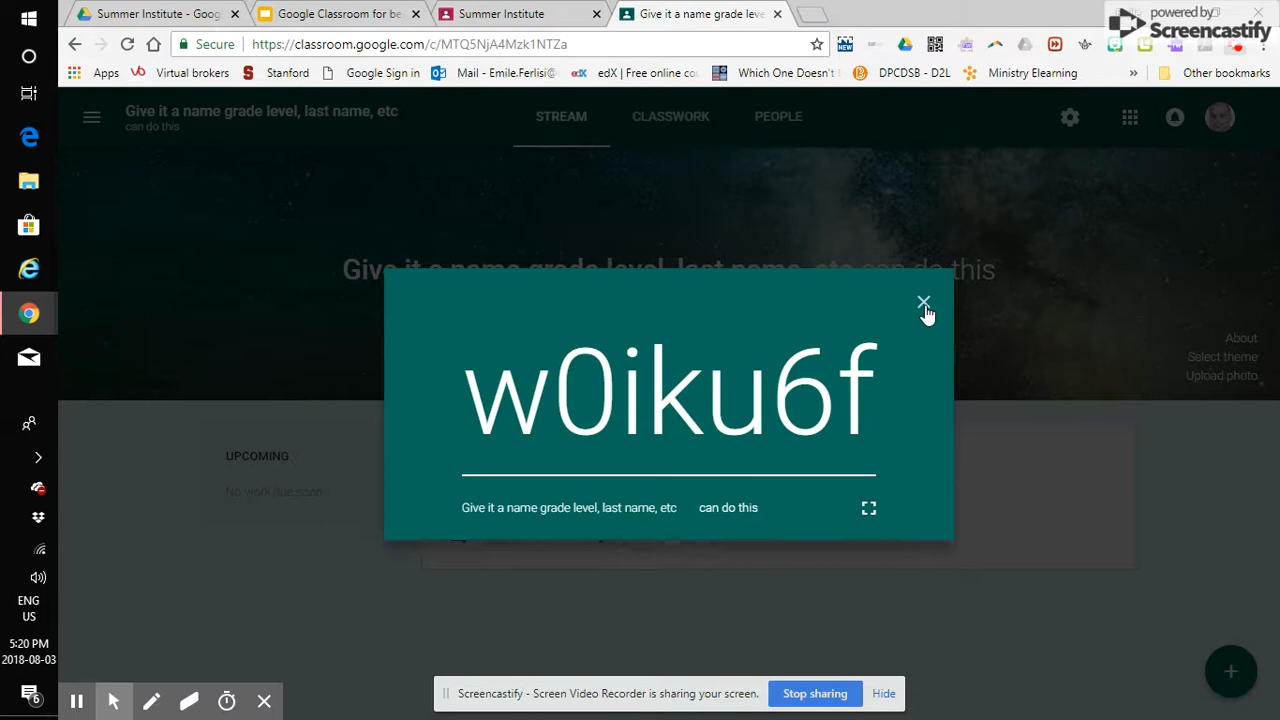 Summer Institute - Goog
Google Classroom for be
Summer Institute
Give it a name grade leve
powered by
Screencastify
Secure
https://classroom.google.com/c/MTQ5NjA4Mzk1NTZa
Apps
Virtual brokers
Stanford
Google Sign in
Mail - Emile.Ferlisi@
edX | Free online cou
Which One Doesn't
DPCDSB - D2L
Ministry Elearning
»
Other bookmarks
Give it a name grade level, last name, etc
can do this
STREAM
CLASSWORK
PEOPLE
Give it a name grade level, last name, etc can do this
About
Select theme
Upload photo
w0iku6f
UPCOMING
No work due soon
Give it a name grade level, last name, etc can do this
ENG
US
5:20 PM
2018-08-03
6
Screencastify - Screen Video Recorder is sharing your screen.
Stop sharing
Hide